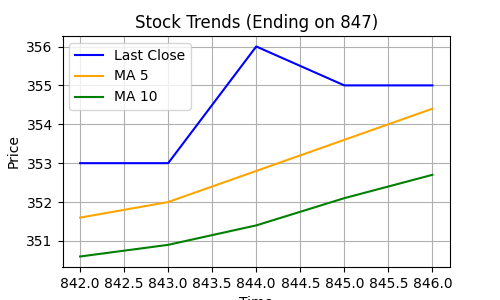 Stock Trends (Ending on 847)
Last Close
MA 5
MA 10
Price
356
355
354
353
352
351
842.0 842.5 843.0 843.5 844.0 844.5 845.0 845.5 846.0
Time